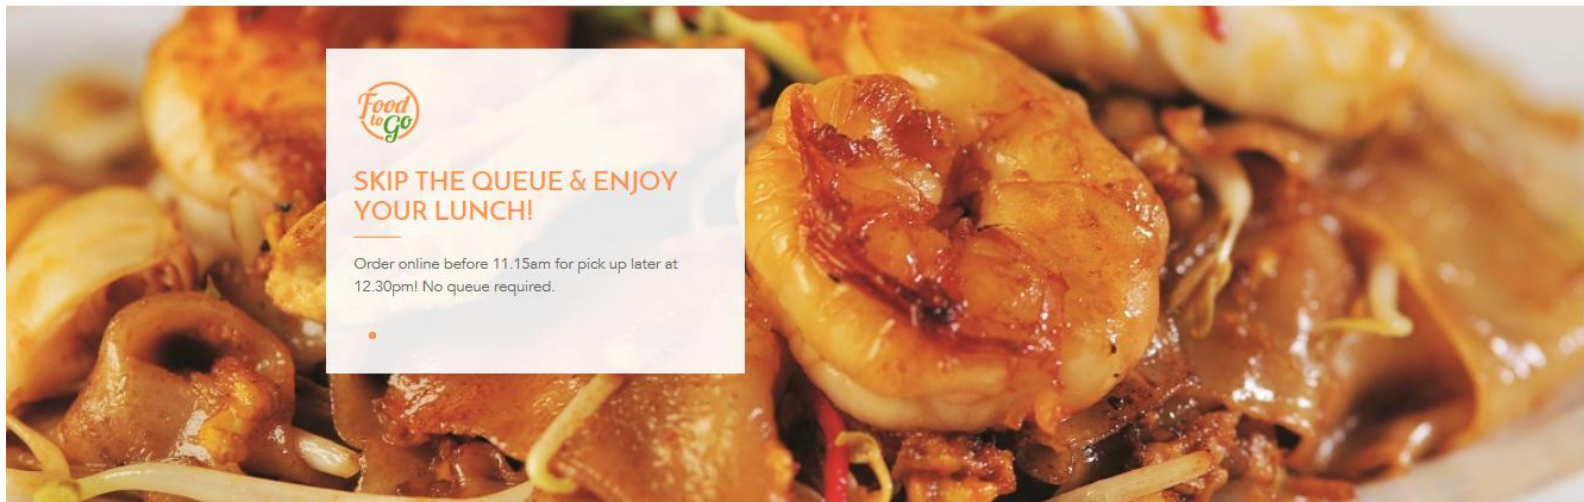 Food
to Go
SKIP THE QUEUE & ENJOY
YOUR LUNCH!
Order online before 11.15am for pick up later at
12.30pm! No queue required.